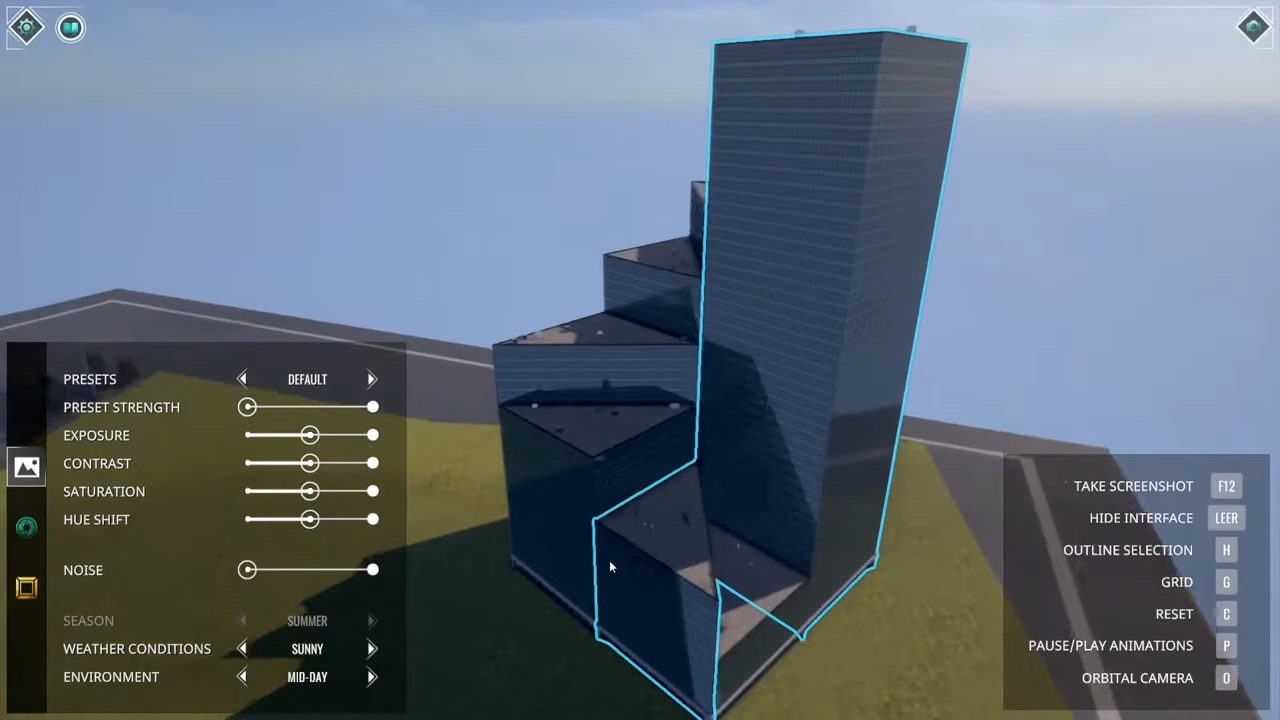 PRESETS DEFAULT
PRESET STRENGTH
EXPOSURE
CONTRAST
SATURATION
HUE SHIFT
NOISE
SEASON SUMMER
WEATHER CONDITIONS SUNNY
ENVIRONMENT MID-DAY
TAKE SCREENSHOT F12
HIDE INTERFACE LEER
OUTLINE SELECTION H
GRID G
RESET C
PAUSE/PLAY ANIMATIONS P
ORBITAL CAMERA O